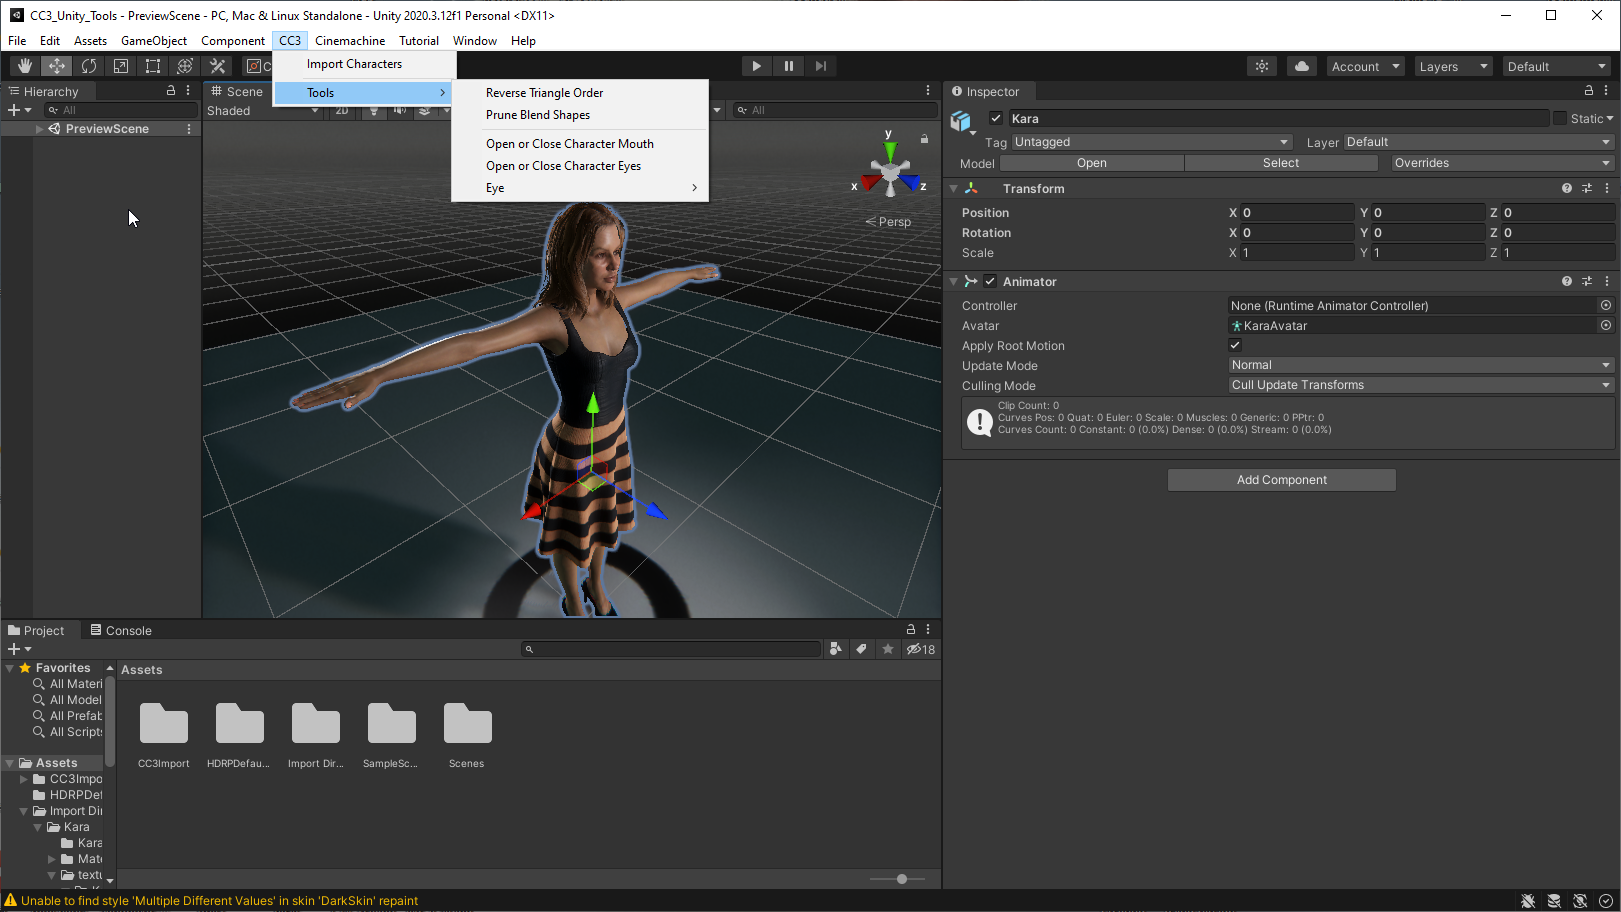 CC3_Unity_Tools - PreviewScene - PC, Mac & Linux Standalone - Unity 2020.3.12f1 Personal <DX11>
File Edit Assets GameObject Component CC3 Cinemachine Tutorial Window Help
Import Characters
Tools
Reverse Triangle Order
Prune Blend Shapes
Open or Close Character Mouth
Open or Close Character Eyes
Eye
C
Account Layers Default
Hierarchy
All
PreviewScene
Scene
Shaded
2D
All
y
x
z
Persp
Inspector
Kara
Static
Tag Untagged Layer Default
Model Open Select Overrides
Transform
Position X 0 Y 0 Z 0
Rotation X 0 Y 0 Z 0
Scale X 1 Y 1 Z 1
Animator
Controller None (Runtime Animator Controller)
Avatar KaraAvatar
Apply Root Motion
Update Mode Normal
Culling Mode Cull Update Transforms
Clip Count: 0
Curves Pos: 0 Quat: 0 Euler: 0 Scale: 0 Muscles: 0 Generic: 0 PPtr: 0
Curves Count: 0 Constant: 0 (0.0%) Dense: 0 (0.0%) Stream: 0 (0.0%)
Add Component
Project Console
18
Favorites
All Materi
All Model
All Prefab
All Scripts
Assets
CC3Impo
HDRPDef
Import Dir
Kara
Kara
Mate
textu
Assets
CC3Import HDRPDefau... Import Dir... SampleSc... Scenes
Unable to find style 'Multiple Different Values' in skin 'DarkSkin' repaint